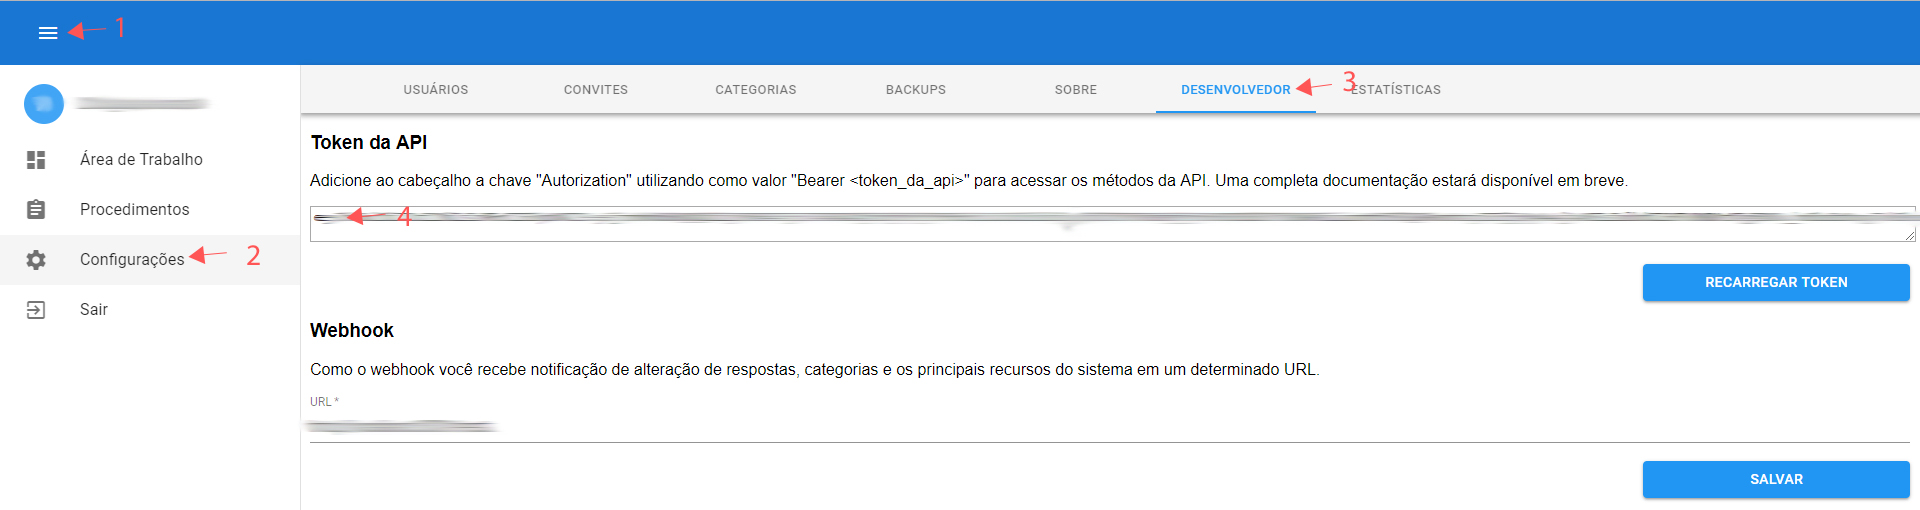 1
USUÁRIOS CONVITES CATEGORIAS BACKUPS SOBRE DESENVOLVEDOR 3 ESTATÍSTICAS
Área de Trabalho
Procedimentos
Configurações 2
Sair
Token da API
Adicione ao cabeçalho a chave "Autorization" utilizando como valor "Bearer <token_da_api>" para acessar os métodos da API. Uma completa documentação estará disponível em breve.
4
RECARREGAR TOKEN
Webhook
Como o webhook você recebe notificação de alteração de respostas, categorias e os principais recursos do sistema em um determinado URL.
URL *
SALVAR